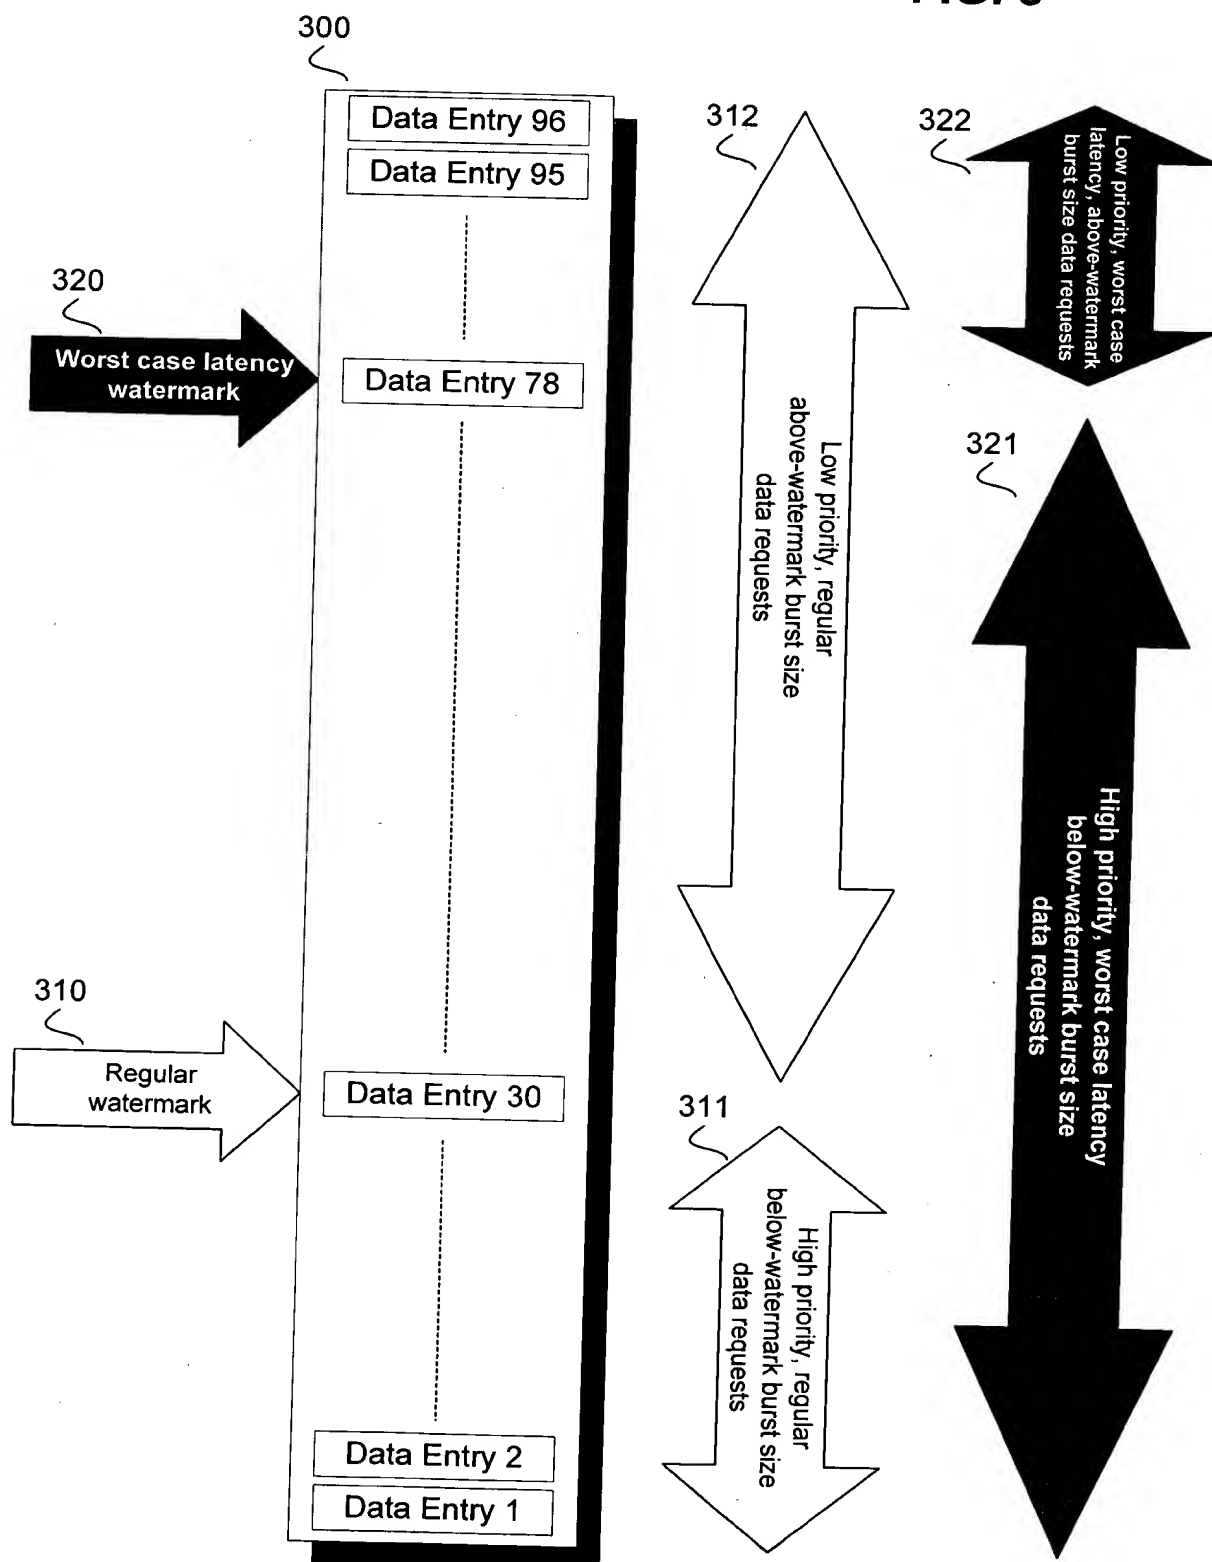 300
Data Entry 96
Data Entry 95
312
322
Low priority, worst case
latency, above-watermark
burst size data requests
320
Worst case latency
watermark
Data Entry 78
321
Low priority, regular
above-watermark burst size
data requests
High priority, worst case latency
below-watermark burst size
data requests
310
Regular
watermark
Data Entry 30
311
High priority, regular
below-watermark burst size
data requests
Data Entry 2
Data Entry 1